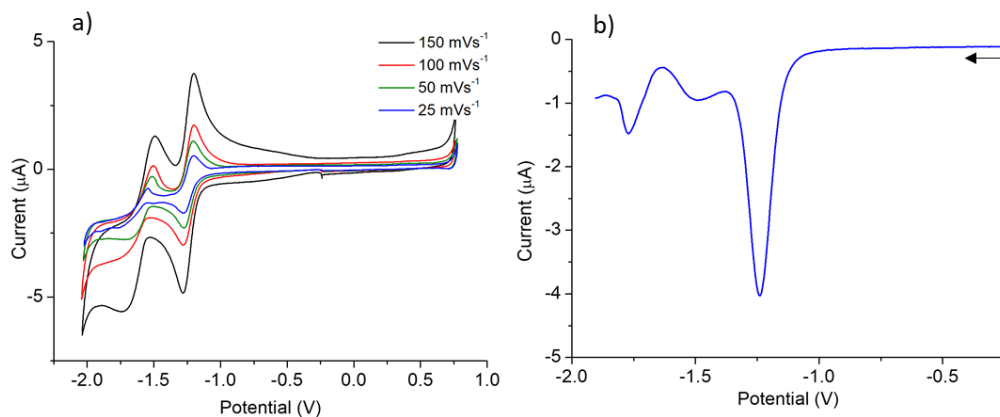 a)
150 mVs⁻¹
100 mVs⁻¹
50 mVs⁻¹
25 mVs⁻¹
5
0
-5
Current (μA)
-2.0 -1.5 -1.0 -0.5 0.0 0.5 1.0
Potential (V)
b)
0
-1
-2
-3
-4
-5
Current (μA)
-2.0 -1.5 -1.0 -0.5
Potential (V)